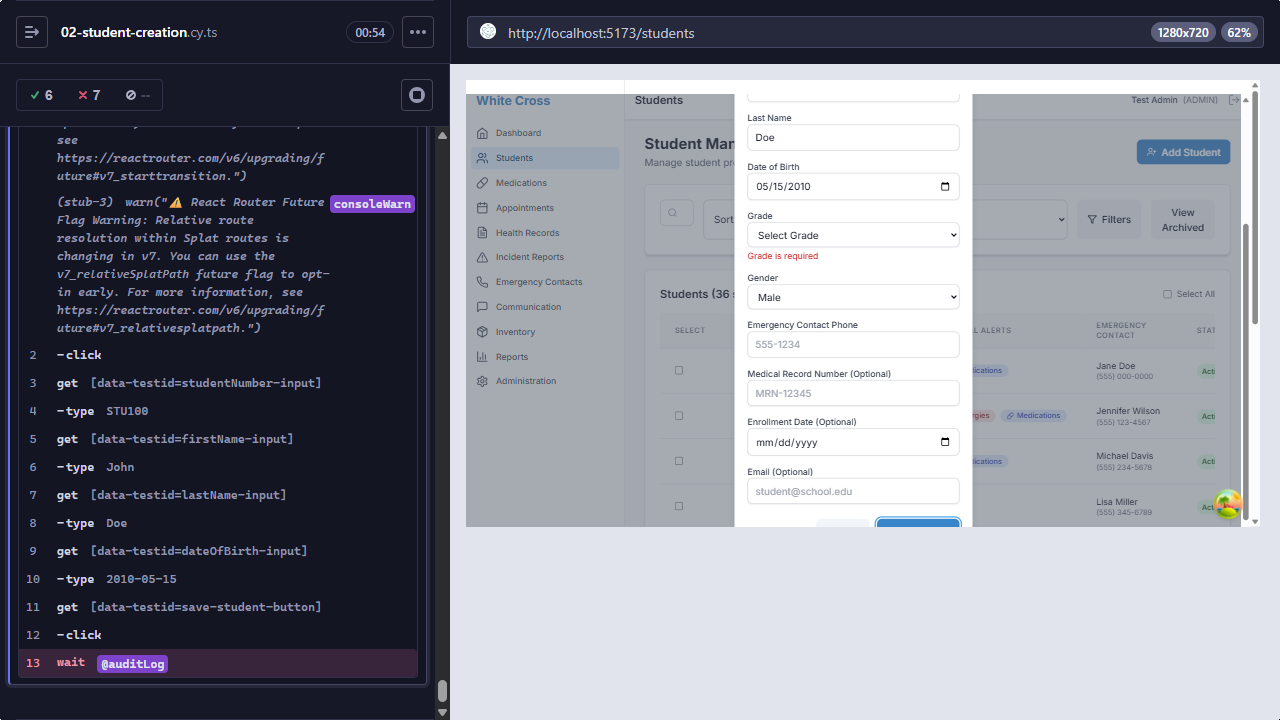 02-student-creation.cy.ts
00:54
6
7
--
see
https://reactrouter.com/v6/upgrading/f
uture#v7_starttransition.")
(stub-3) warn("⚠️ React Router Future consoleWarn
Flag Warning: Relative route
resolution within Splat routes is
changing in v7. You can use the
v7_relativeSplatPath future flag to opt-
in early. For more information, see
https://reactrouter.com/v6/upgrading/f
uture#v7_relativesplatpath.")
2 -click
3 get [data-testid=studentNumber-input]
4 -type STU100
5 get [data-testid=firstName-input]
6 -type John
7 get [data-testid=lastName-input]
8 -type Doe
9 get [data-testid=dateOfBirth-input]
10 -type 2010-05-15
11 get [data-testid=save-student-button]
12 -click
13 wait @auditLog
http://localhost:5173/students
1280x720
62%
White Cross
Dashboard
Students
Medications
Appointments
Health Records
Incident Reports
Emergency Contacts
Communication
Inventory
Reports
Administration
Students
Test Admin (ADMIN)
Student Man
Manage student pr
Add Student
Sort
Filters
View
Archived
Students (36 s
Select All
SELECT
L ALERTS
EMERGENCY
CONTACT
STAT
ications
Jane Doe
(555) 000-0000
Acti
rgies
Medications
Jennifer Wilson
(555) 123-4567
Acti
ications
Michael Davis
(555) 234-5678
Acti
Lisa Miller
(555) 345-6789
Acti
Last Name
Doe
Date of Birth
05/15/2010
Grade
Select Grade
Grade is required
Gender
Male
Emergency Contact Phone
555-1234
Medical Record Number (Optional)
MRN-12345
Enrollment Date (Optional)
mm/dd/yyyy
Email (Optional)
student@school.edu